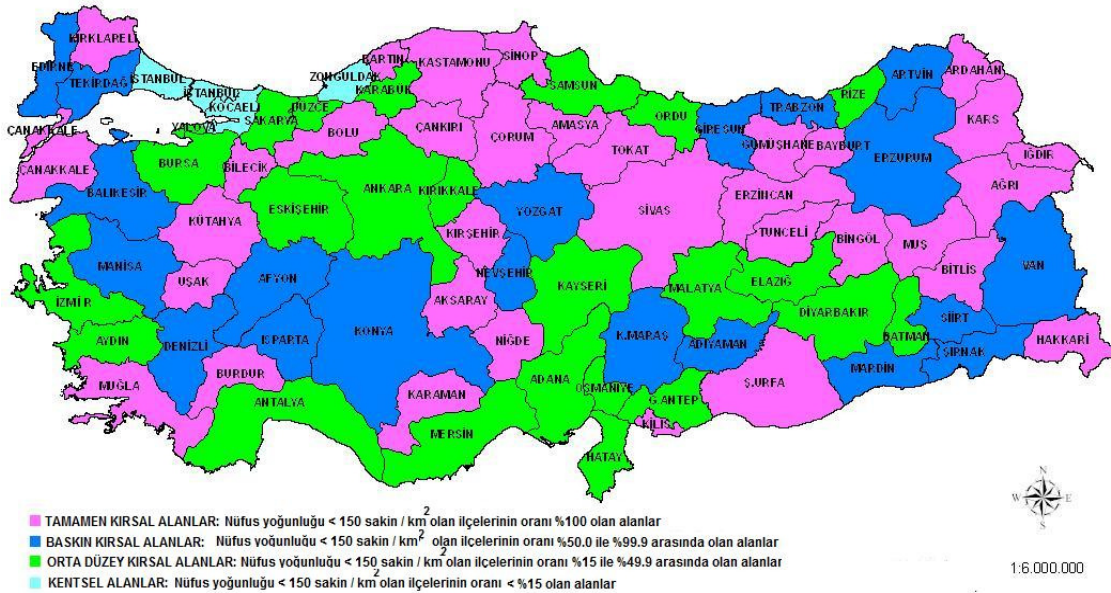 KIRKLARELİ
EDİRNE
TEKİRDAĞ
İSTANBUL
İSTANBUL
KOCAELİ
YALOVA
SAKARYA
DÜZCE
ZONGULDAK
BARTIN
KARABÜK
KASTAMONU
SİNOP
SAMSUN
ORDU
GİRESUN
TRABZON
RİZE
ARTVİN
ARDAHAN
KARS
IĞDIR
AĞRI
ERZURUM
BAYBURT
GÜMÜŞHANE
ERZİNCAN
TUNCELİ
BİNGÖL
MUŞ
BİTLİS
VAN
HAKKARİ
ŞIRNAK
SİİRT
BATMAN
MARDİN
DİYARBAKIR
ELAZIĞ
MALATYA
ADIYAMAN
Ş.URFA
G.ANTEP
KİLİS
HATAY
OSMANİYE
K.MARAŞ
ADANA
KAYSERİ
SİVAS
TOKAT
AMASYA
ÇORUM
ÇANKIRI
BOLU
BİLECİK
BURSA
ÇANAKKALE
ÇANAKKALE
BALIKESİR
KÜTAHYA
ESKİŞEHİR
ANKARA
KIRIKKALE
YOZGAT
KIRŞEHİR
NEVŞEHİR
AKSARAY
NİĞDE
KONYA
KARAMAN
MERSİN
ANTALYA
ISPARTA
BURDUR
AFYON
UŞAK
MANİSA
İZMİR
AYDIN
DENİZLİ
MUĞLA
N
W E
S
TAMAMEN KIRSAL ALANLAR: Nüfus yoğunluğu < 150 sakin / km2 olan ilçelerinin oranı %100 olan alanlar
BASKIN KIRSAL ALANLAR: Nüfus yoğunluğu < 150 sakin / km2 olan ilçelerinin oranı %50.0 ile %99.9 arasında olan alanlar
ORTA DÜZEY KIRSAL ALANLAR: Nüfus yoğunluğu < 150 sakin / km2 olan ilçelerinin oranı %15 ile %49.9 arasında olan alanlar
KENTSEL ALANLAR: Nüfus yoğunluğu < 150 sakin / km2 olan ilçelerinin oranı < %15 olan alanlar
1:6.000.000